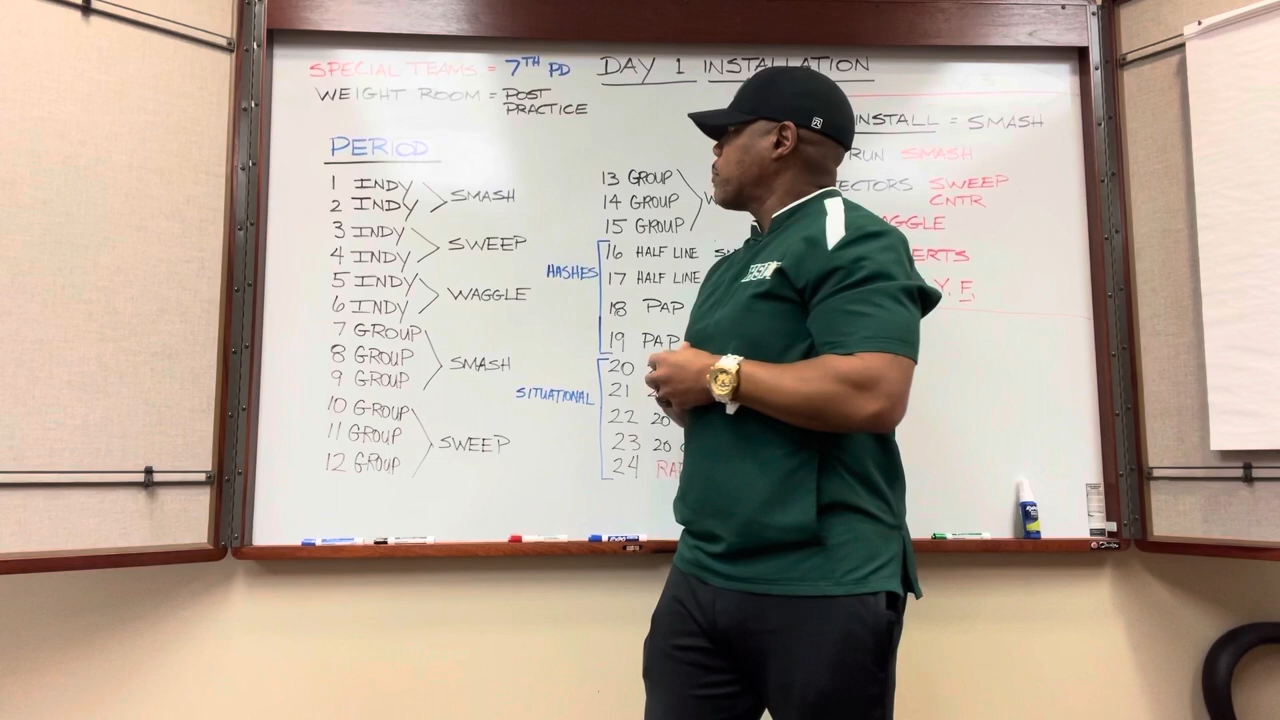 SPECIAL TEAMS = 7TH PD
WEIGHT ROOM = POST
PRACTICE
DAY 1 INSTALLATION
PERIOD
1 INDY
2 INDY
SMASH
3 INDY
4 INDY
SWEEP
5 INDY
6 INDY
WAGGLE
7 GROUP
8 GROUP
9 GROUP
SMASH
10 GROUP
11 GROUP
12 GROUP
SWEEP
13 GROUP
14 GROUP
15 GROUP
HASHES
16 HALF LINE
17 HALF LINE
18 PAP
19 PAP
SITUATIONAL
20
21
22 20
23 20
24
INSTALL = SMASH
RUN SMASH
SWEEP
CNTR
Y, F,